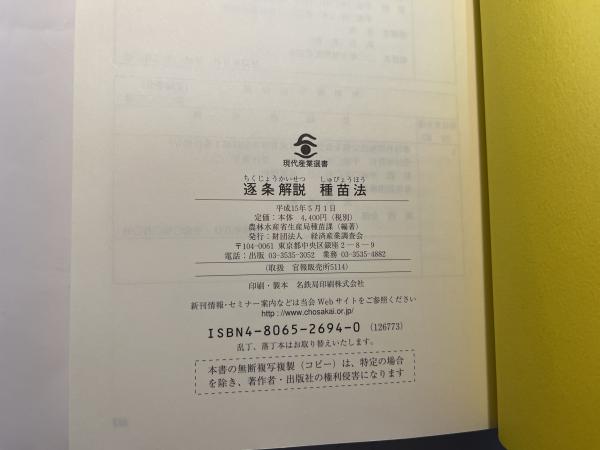 現代産業選書
ちくじょうかいせつ しゅびょうほう
逐条解説 種苗法
平成15年5月1日
定価：本体 4,400円（税別）
農林水産省生産局種苗課（編著）
発行：財団法人 経済産業調査会
〒104-0061 東京都中央区銀座2－8－9
電話：出版 03-3535-3052 業務 03-3535-4882
（取扱 官報販売所5114）
印刷・製本 名鉄局印刷株式会社
新刊情報・セミナー案内などは当会Webサイトをご参照ください
http://www.chosakai.or.jp/
ISBN4-8065-2694-0 (126773)
乱丁、落丁本はお取り替えいたします。
本書の無断複写複製（コピー）は、特定の場合
を除き、著作者・出版社の権利侵害になります